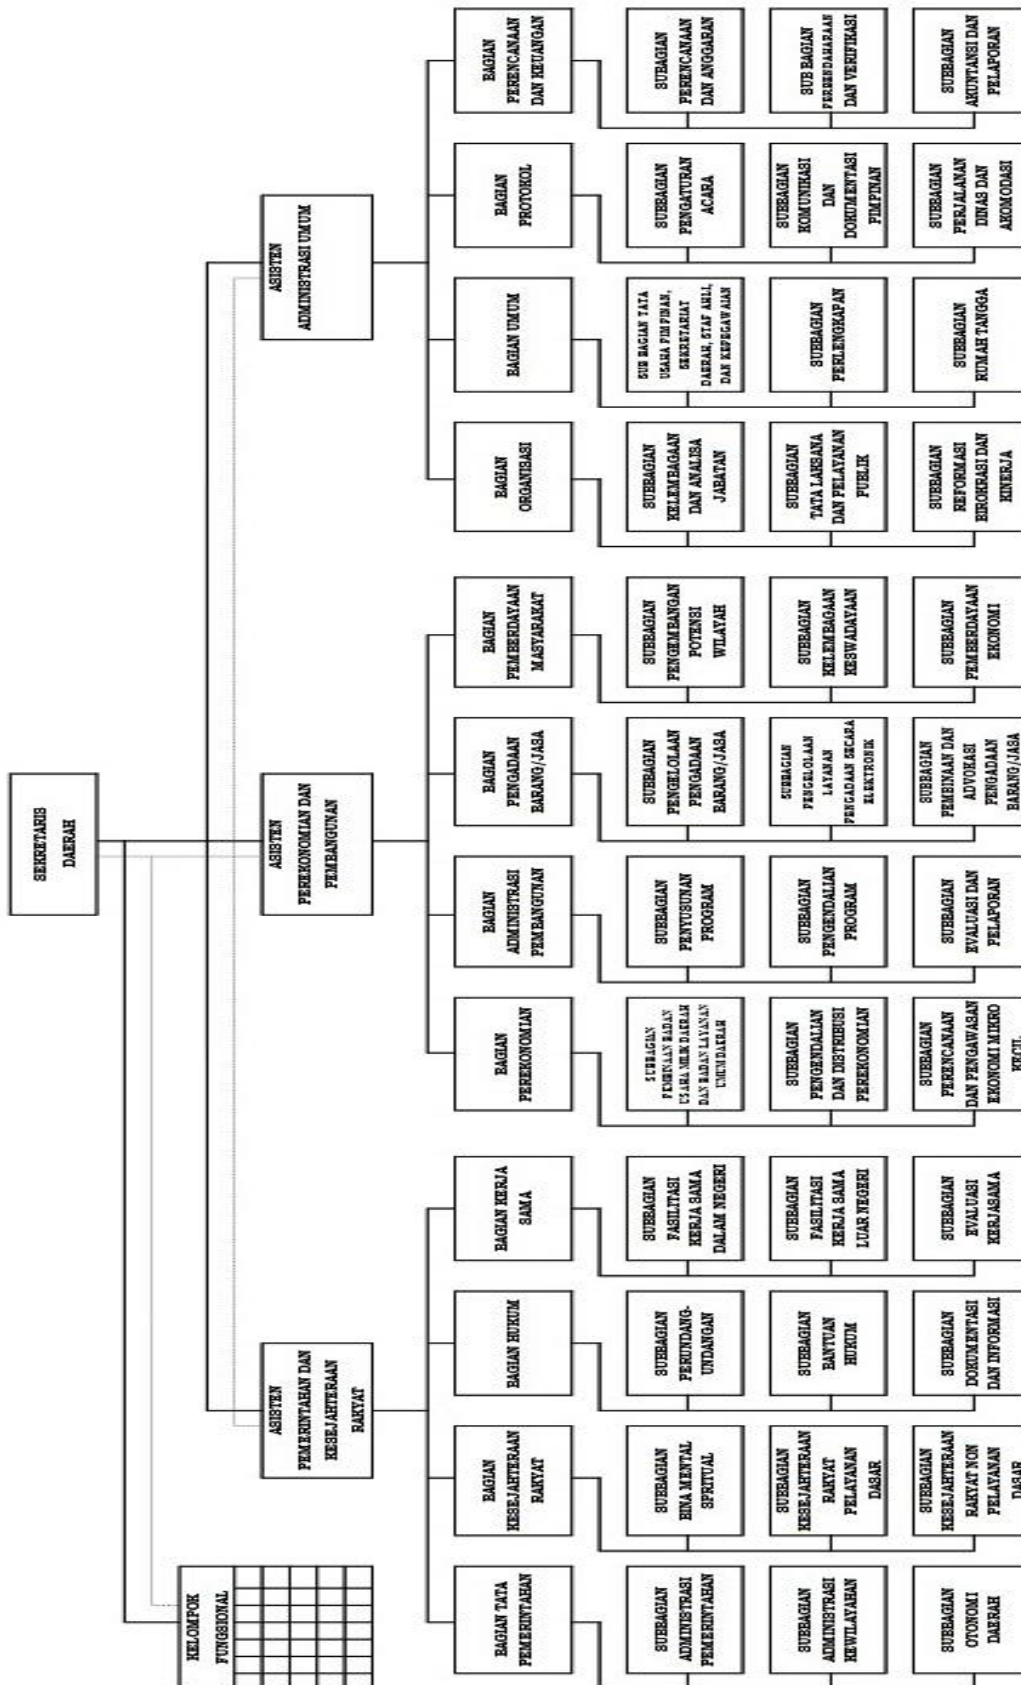 SEKRETARIS
DAERAH
KELOMPOK
FUNGSIONAL
ASISTEN
PEMERINTAHAN DAN
KESEJAHTERAAN
RAKYAT
ASISTEN
PEREKONOMIAN DAN
PEMBANGUNAN
ASISTEN
ADMINISTRASI UMUM
BAGIAN TATA
PEMERINTAHAN
BAGIAN
KESEJAHTERAAN
RAKYAT
BAGIAN HUKUM
BAGIAN KERJA
SAMA
BAGIAN
PEREKONOMIAN
BAGIAN
ADMINISTRASI
PEMBANGUNAN
BAGIAN
PENGADAAN
BARANG/JASA
BAGIAN
PEMBERDAYAAN
MASYARAKAT
BAGIAN
ORGANISASI
BAGIAN UMUM
BAGIAN
PROTOKOL
BAGIAN
PERENCANAAN
DAN KEUANGAN
SUBBAGIAN
ADMINISTRASI
PEMERINTAHAN
SUBBAGIAN
BINA MENTAL
SPRITUAL
SUBBAGIAN
PERUNDANG-
UNDANGAN
SUBBAGIAN
FASILITASI
KERJA SAMA
DALAM NEGERI
SUBBAGIAN
PEMBINAAN BADAN
USAHA MILIK DAERAH
DAN BADAN LAYANAN
UMUM DAERAH
SUBBAGIAN
PENYUSUNAN
PROGRAM
SUBBAGIAN
PENGELOLAAN
PENGADAAN
BARANG/JASA
SUBBAGIAN
PENGEMBANGAN
POTENSI
WILAYAH
SUBBAGIAN
KELEMBAGAAN
DAN ANALISA
JABATAN
SUB BAGIAN TATA
USAHA PIMPINAN,
SEKRETARIAT
DAERAH, STAF AHLI,
DAN KEPEGAWAIAN
SUBBAGIAN
PENGATURAN
ACARA
SUBAGIAN
PERENCANAAN
DAN ANGGARAN
SUBBAGIAN
ADMINISTRASI
KEWILAYAHAN
SUBBAGIAN
KESEJAHTERAAN
RAKYAT
PELAYANAN
DASAR
SUBBAGIAN
BANTUAN
HUKUM
SUBBAGIAN
FASILITASI
KERJA SAMA
LUAR NEGERI
SUBBAGIAN
PENGENDALIAN
DAN DISTRIBUSI
PEREKONOMIAN
SUBBAGIAN
PENGENDALIAN
PROGRAM
SUBBAGIAN
PENGELOLAAN
LAYANAN
PENGADAAN SECARA
ELEKTRONIK
SUBBAGIAN
KELEMBAGAAN
KESWADAYAAN
SUBBAGIAN
TATA LAKSANA
DAN PELAYANAN
PUBLIK
SUBBAGIAN
PERLENGKAPAN
SUBBAGIAN
KOMUNIKASI
DAN
DOKUMENTASI
PIMPINAN
SUB BAGIAN
PERBENDAHARAAN
DAN VERIFIKASI
SUBBAGIAN
OTONOMI
DAERAH
SUBBAGIAN
KESEJAHTERAAN
RAKYAT NON
PELAYANAN
DASAR
SUBBAGIAN
DOKUMENTASI
DAN INFORMASI
SUBBAGIAN
EVALUASI
KERJASAMA
SUBBAGIAN
PERENCANAAN
DAN PENGAWASAN
EKONOMI MIKRO
KECIL
SUBBAGIAN
EVALUASI DAN
PELAPORAN
SUBBAGIAN
PEMBINAAN DAN
ADVOKASI
PENGADAAN
BARANG/JASA
SUBBAGIAN
PEMBERDAYAAN
EKONOMI
SUBBAGIAN
REFORMASI
BIROKRASI DAN
KINERJA
SUBBAGIAN
RUMAH TANGGA
SUBBAGIAN
PERJALANAN
DINAS DAN
AKOMODASI
SUBBAGIAN
AKUNTANSI DAN
PELAPORAN